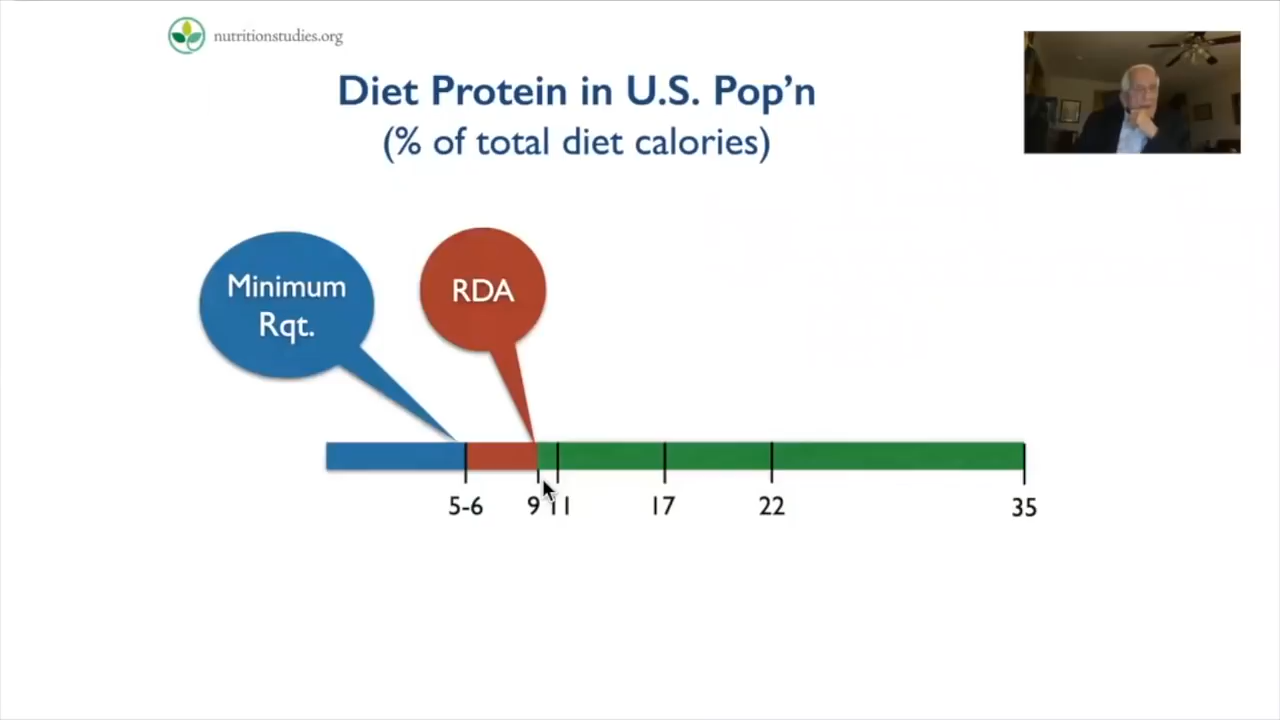 nutritionstudies.org
Diet Protein in U.S. Pop'n
(% of total diet calories)
Minimum
Rqt.
RDA
5-6 9 11 17 22 35